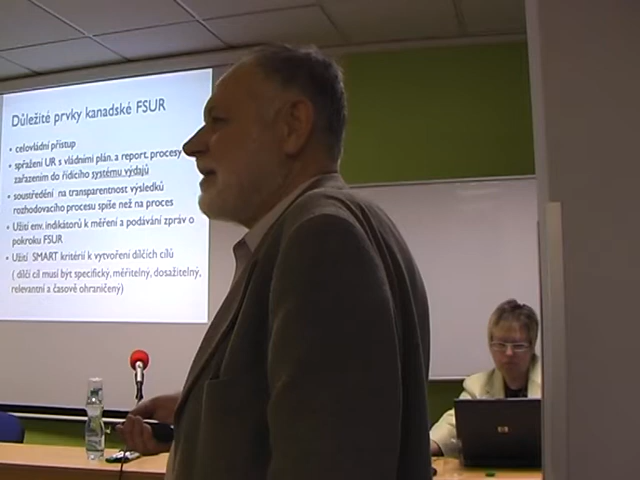 Důležité prvky kanadské FSUR
• celovládní přístup
• spřažení UR s vládními plán. a report. procesy
zařazením do řídicího systému výdajů
• soustředění na transparentnost výsledků
rozhodovacího procesu spíše než na proces
• Užití env. indikátorů k měření a podávání zpráv o
pokroku FSUR
• Užití SMART kritérií k vytvoření dílčích cílů
( dílčí cíl musí být specifický, měřitelný, dosažitelný,
relevantní a časově ohraničený)
hp